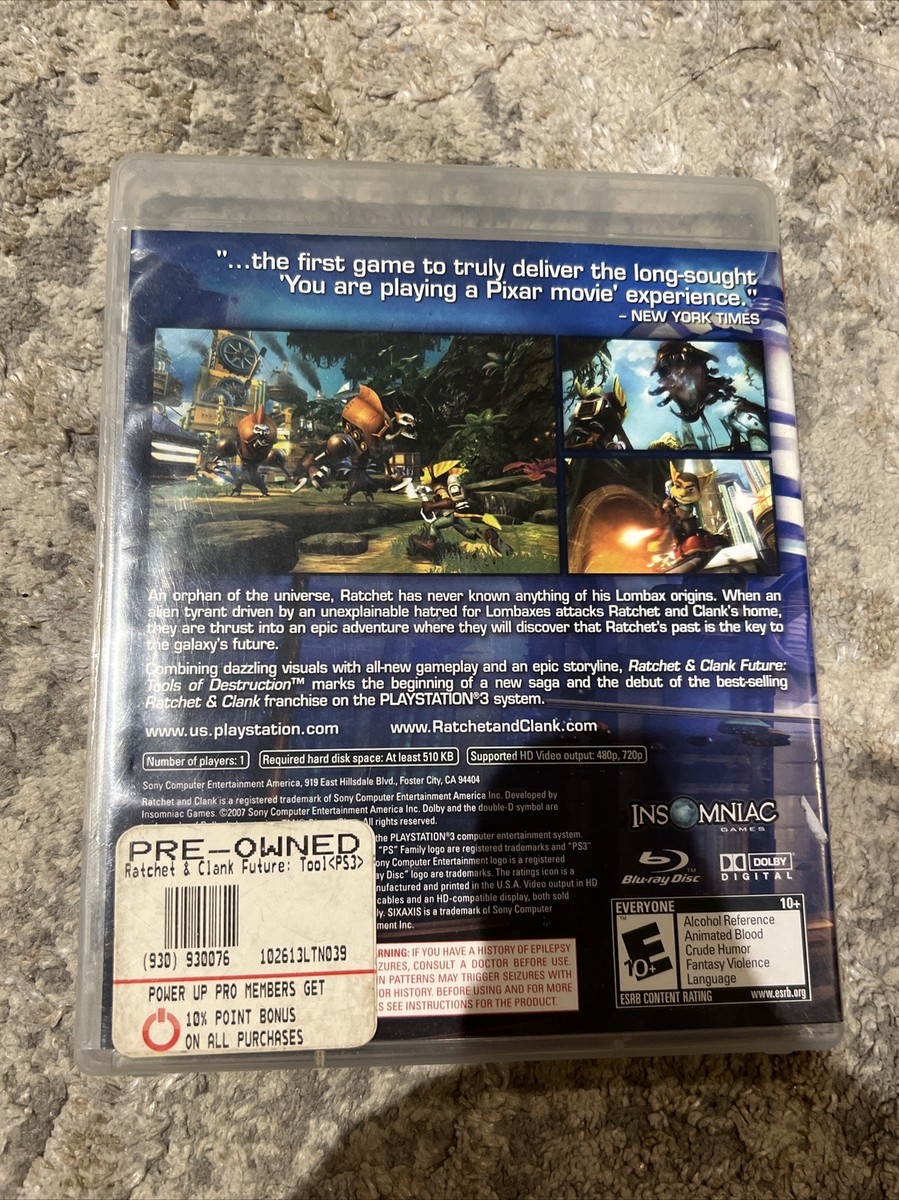 "...the first game to truly deliver the long-sought
'You are playing a Pixar movie' experience."
– NEW YORK TIMES
An orphan of the universe, Ratchet has never known anything of his Lombax origins. When an
alien tyrant driven by an unexplainable hatred for Lombaxes attacks Ratchet and Clank's home,
they are thrust into an epic adventure where they will discover that Ratchet's past is the key to
the galaxy's future.
Combining dazzling visuals with all-new gameplay and an epic storyline, Ratchet & Clank Future:
Tools of Destruction™ marks the beginning of a new saga and the debut of the best-selling
Ratchet & Clank franchise on the PLAYSTATION®3 system.
www.us.playstation.com www.RatchetandClank.com
Number of players: 1 Required hard disk space: At least 510 KB Supported HD Video output: 480p, 720p
Sony Computer Entertainment America, 919 East Hillsdale Blvd., Foster City, CA 94404
Ratchet and Clank is a registered trademark of Sony Computer Entertainment America Inc. Developed by
Insomniac Games. ©2007 Sony Computer Entertainment America Inc. Dolby and the double-D symbol are
All rights reserved.
the PLAYSTATION®3 computer entertainment system.
"PS" Family logo are registered trademarks and "PS3"
ony Computer Entertainment logo is a registered
ay Disc" logo are trademarks. The ratings icon is a
nufactured and printed in the U.S.A. Video output in HD
cables and an HD-compatible display, both sold
ly. SIXAXIS is a trademark of Sony Computer
ment Inc.
RNING: IF YOU HAVE A HISTORY OF EPILEPSY
ZURES, CONSULT A DOCTOR BEFORE USE.
N PATTERNS MAY TRIGGER SEIZURES WITH
OR HISTORY. BEFORE USING AND FOR MORE
S SEE INSTRUCTIONS FOR THE PRODUCT.
PRE-OWNED
Ratchet & Clank Future: Tool<PS3>
(930) 930076 102613LTN039
POWER UP PRO MEMBERS GET
10% POINT BONUS
ON ALL PURCHASES
INSOMNIAC
GAMES
Blu-ray Disc
DOLBY
DIGITAL
EVERYONE 10+
™
E
10+
Alcohol Reference
Animated Blood
Crude Humor
Fantasy Violence
Language
ESRB CONTENT RATING www.esrb.org